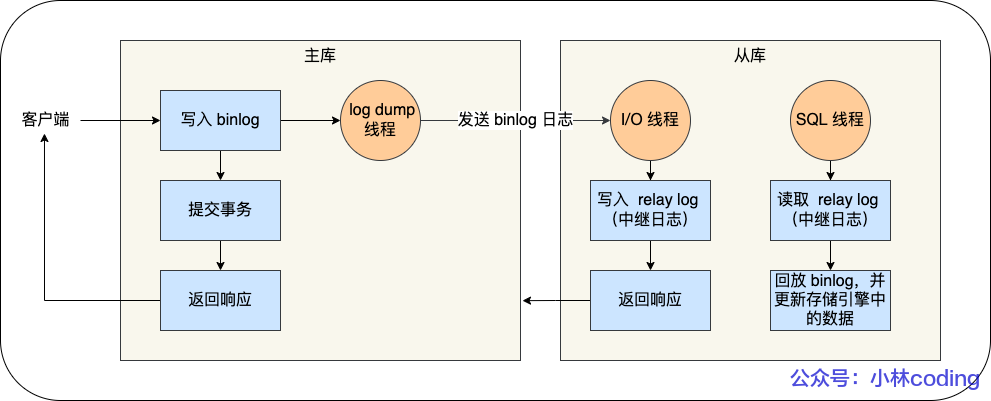 主库
从库
客户端
写入 binlog
log dump
线程
发送 binlog 日志
I/O 线程
SQL 线程
提交事务
写入 relay log
（中继日志）
读取 relay log
（中继日志）
返回响应
返回响应
回放 binlog，并
更新存储引擎中
的数据
公众号：小林coding